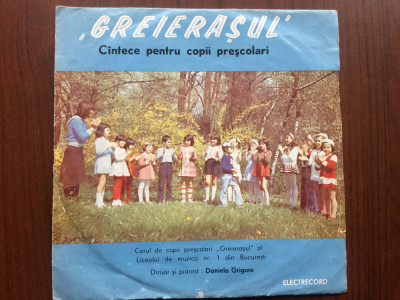 „GREIERAȘUL”
Cîntece pentru copii preșcolari
Corul de copii preșcolari „Greierașul” al
Liceului de muzică nr. 1 din București
Dirijor și pianist : Daniela Grigore
ELECTRECORD